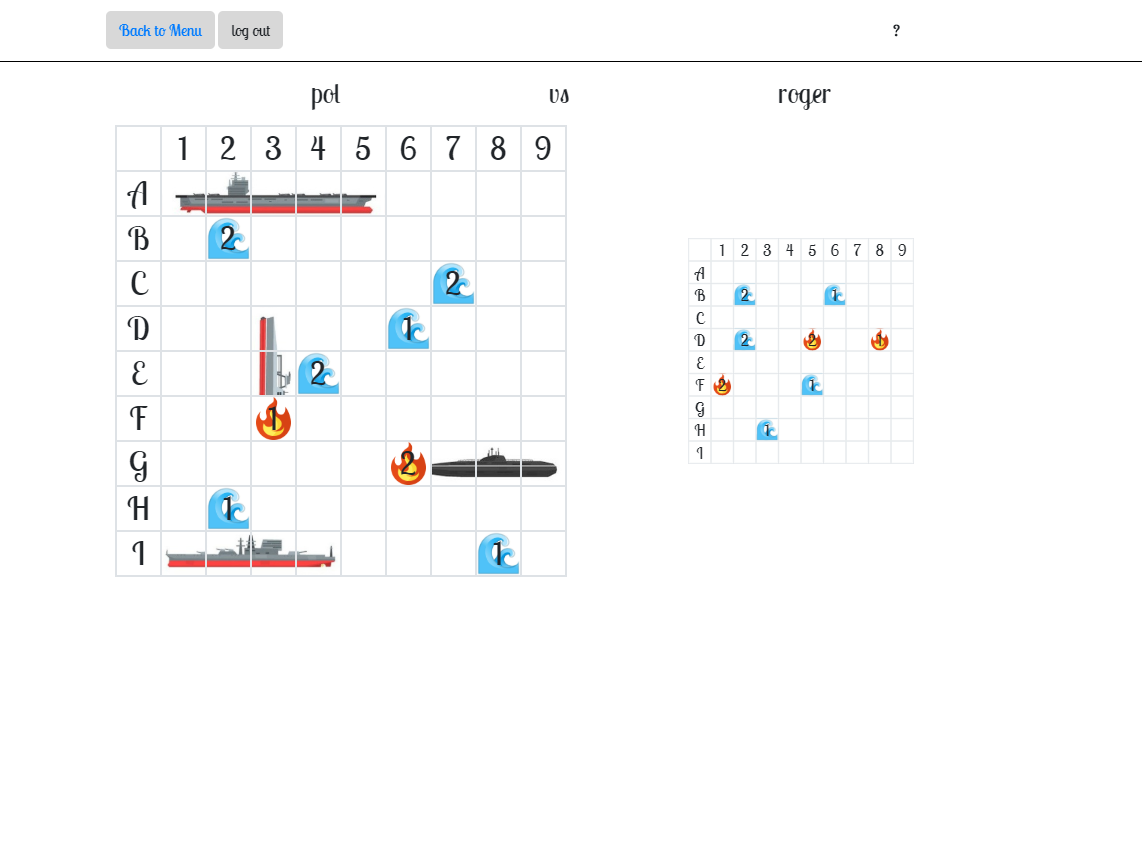 Back to Menu log out ?
pol vs roger
1 2 3 4 5 6 7 8 9
A
B 2
C 2
D 1
E 2
F 1
G 2
H 1
I 1
1 2 3 4 5 6 7 8 9
A
B 2 1
C
D 2 2 1
E
F 2 1
G
H 1
I